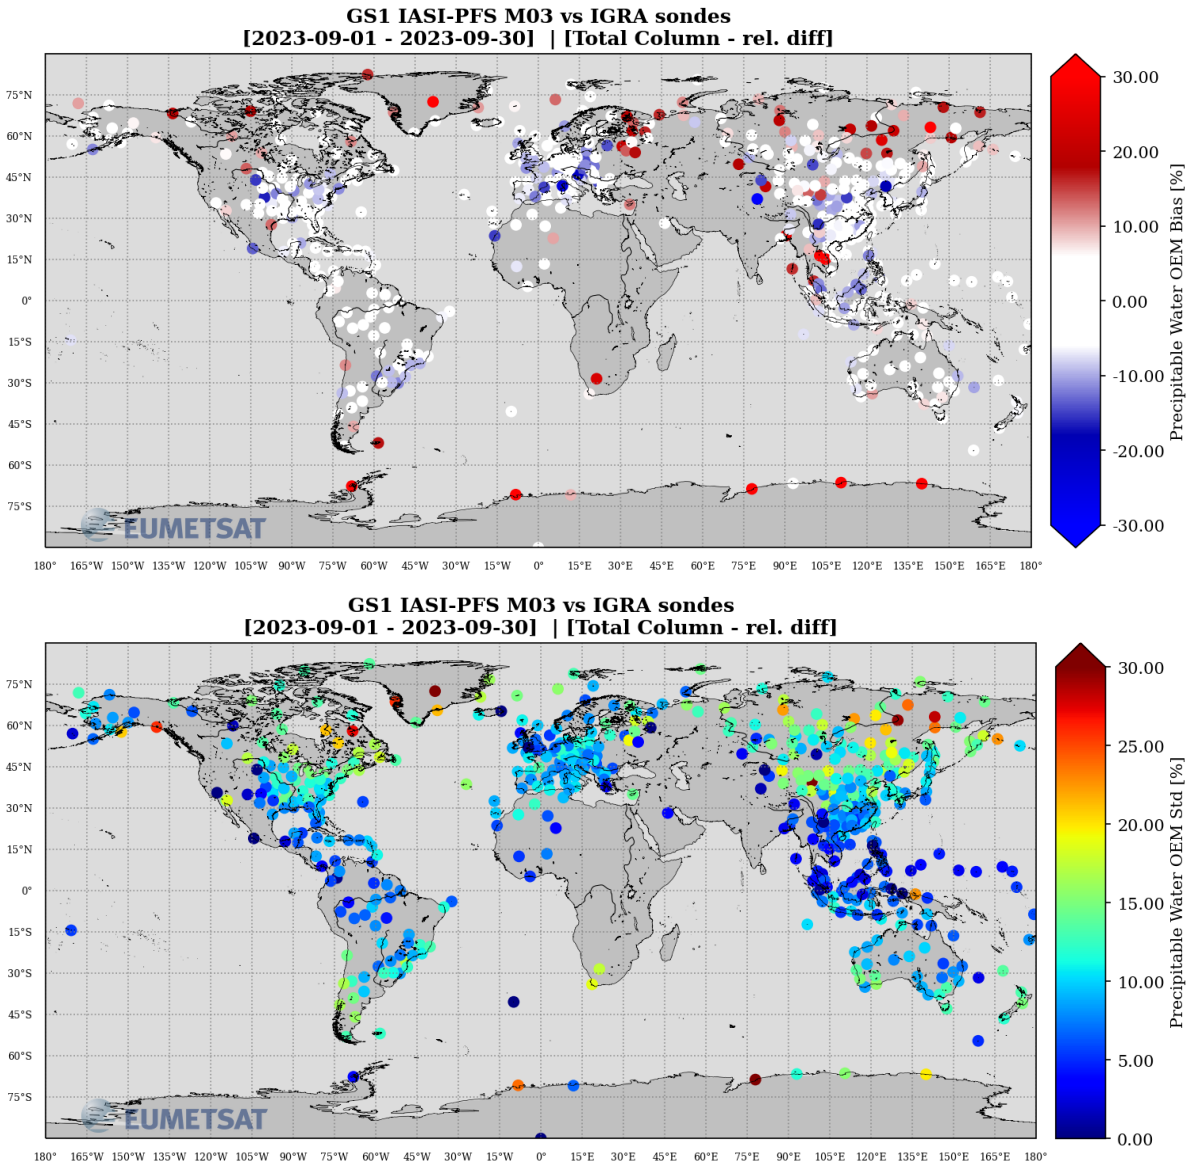 GS1 IASI-PFS M03 vs IGRA sondes
[2023-09-01 - 2023-09-30] | [Total Column - rel. diff]
75°N
60°N
45°N
30°N
15°N
0°
15°S
30°S
45°S
60°S
75°S
EUMETSAT
180° 165°W 150°W 135°W 120°W 105°W 90°W 75°W 60°W 45°W 30°W 15°W 0° 15°E 30°E 45°E 60°E 75°E 90°E 105°E 120°E 135°E 150°E 165°E 180°
30.00
20.00
10.00
0.00
-10.00
-20.00
-30.00
Precipitable Water OEM Bias [%]
GS1 IASI-PFS M03 vs IGRA sondes
[2023-09-01 - 2023-09-30] | [Total Column - rel. diff]
75°N
60°N
45°N
30°N
15°N
0°
15°S
30°S
45°S
60°S
75°S
EUMETSAT
180° 165°W 150°W 135°W 120°W 105°W 90°W 75°W 60°W 45°W 30°W 15°W 0° 15°E 30°E 45°E 60°E 75°E 90°E 105°E 120°E 135°E 150°E 165°E 180°
30.00
25.00
20.00
15.00
10.00
5.00
0.00
Precipitable Water OEM Std [%]